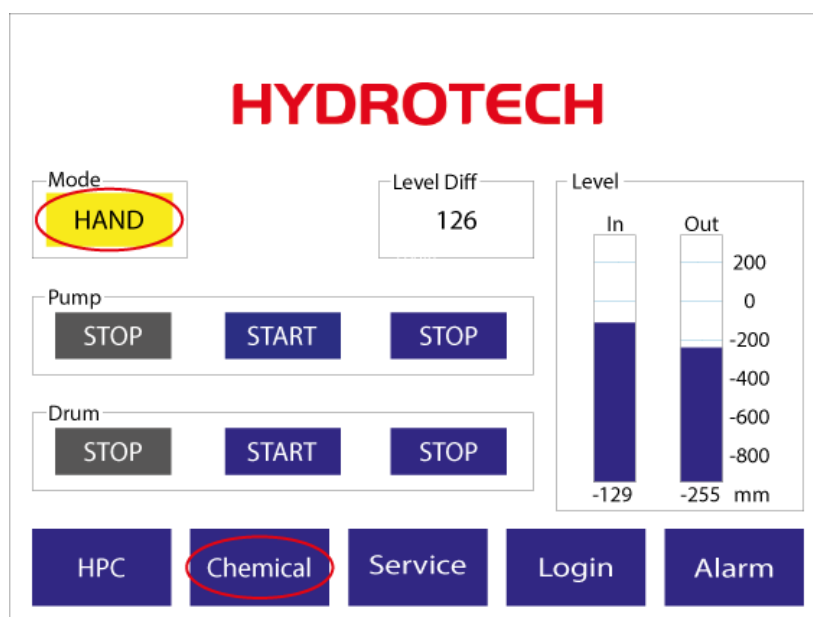 HYDROTECH
Mode
HAND
Level Diff
126
Level
In Out
200
0
-200
-400
-600
-800
-129 -255 mm
Pump
STOP START STOP
Drum
STOP START STOP
HPC Chemical Service Login Alarm